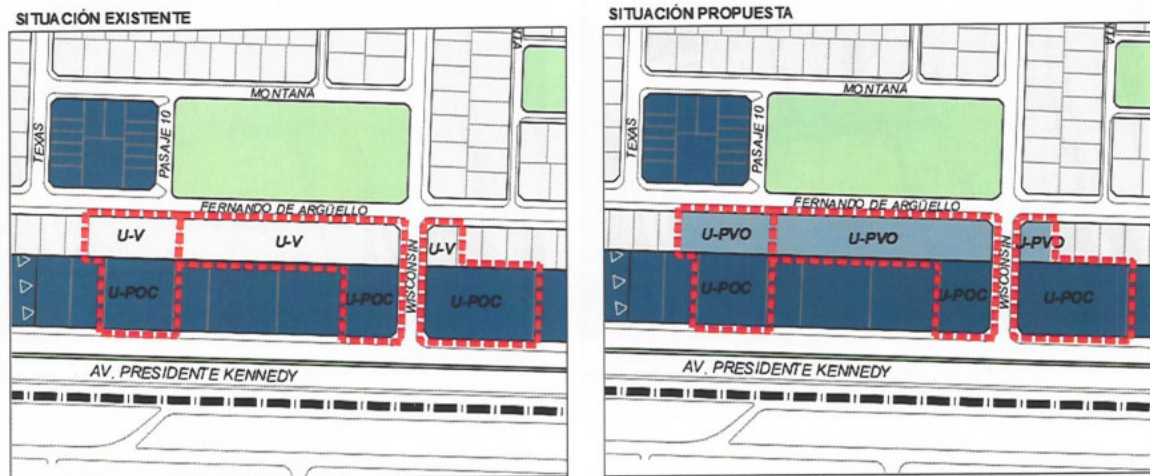 SITUACIÓN EXISTENTE
MONTANA
TEXAS
PASAJE 10
FERNANDO DE ARGÜELLO
U-V
U-V
U-V
WISCONSIN
U-POC
U-POC
U-POC
AV. PRESIDENTE KENNEDY
SITUACIÓN PROPUESTA
MONTANA
TEXAS
PASAJE 10
FERNANDO DE ARGÜELLO
U-PVO
U-PVO
U-PVO
WISCONSIN
U-POC
U-POC
U-POC
AV. PRESIDENTE KENNEDY